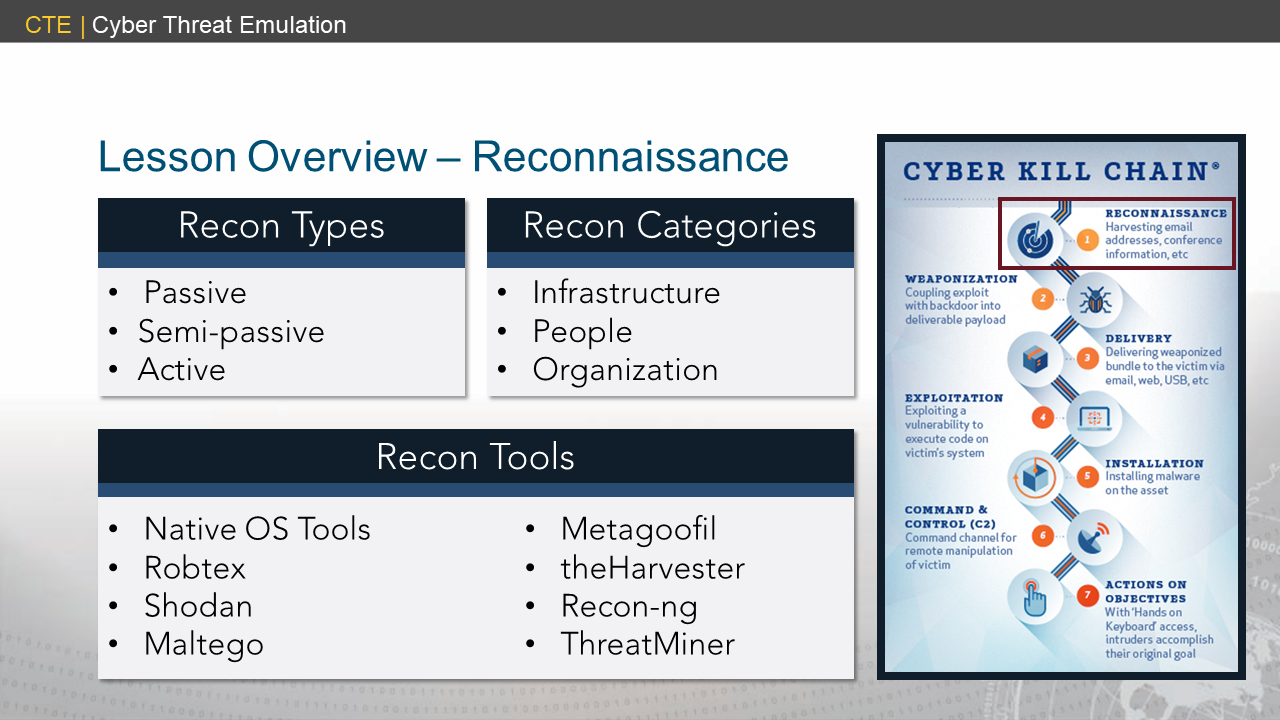 CTE | Cyber Threat Emulation
Lesson Overview – Reconnaissance
Recon Types
• Passive
• Semi-passive
• Active
Recon Categories
• Infrastructure
• People
• Organization
Recon Tools
• Native OS Tools
• Robtex
• Shodan
• Maltego
• Metagoofil
• theHarvester
• Recon-ng
• ThreatMiner
CYBER KILL CHAIN®
1
RECONNAISSANCE
Harvesting email
addresses, conference
information, etc
WEAPONIZATION
Coupling exploit
with backdoor into
deliverable payload
2
3
DELIVERY
Delivering weaponized
bundle to the victim via
email, web, USB, etc
EXPLOITATION
Exploiting a
vulnerability to
execute code on
victim's system
4
5
INSTALLATION
Installing malware
on the asset
COMMAND &
CONTROL (C2)
Command channel for
remote manipulation
of victim
6
7
ACTIONS ON
OBJECTIVES
With 'Hands on
Keyboard' access,
intruders accomplish
their original goal